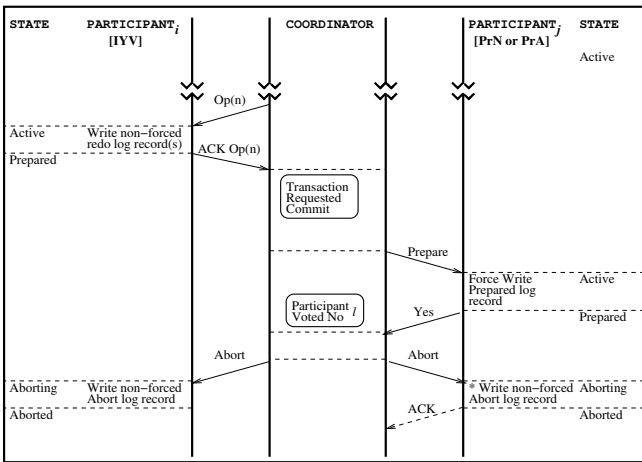 STATE PARTICIPANT i COORDINATOR PARTICIPANT j STATE
[IYV] [PrN or PrA]
Active
Op(n)
Active Write non−forced
redo log record(s)
ACK Op(n)
Prepared
Transaction
Requested
Commit
Prepare
Force Write Active
Prepared log
record
Participant l
Voted No
Yes
Prepared
Abort Abort
Aborting Write non−forced * Write non−forced Aborting
Abort log record Abort log record
Aborted ACK Aborted